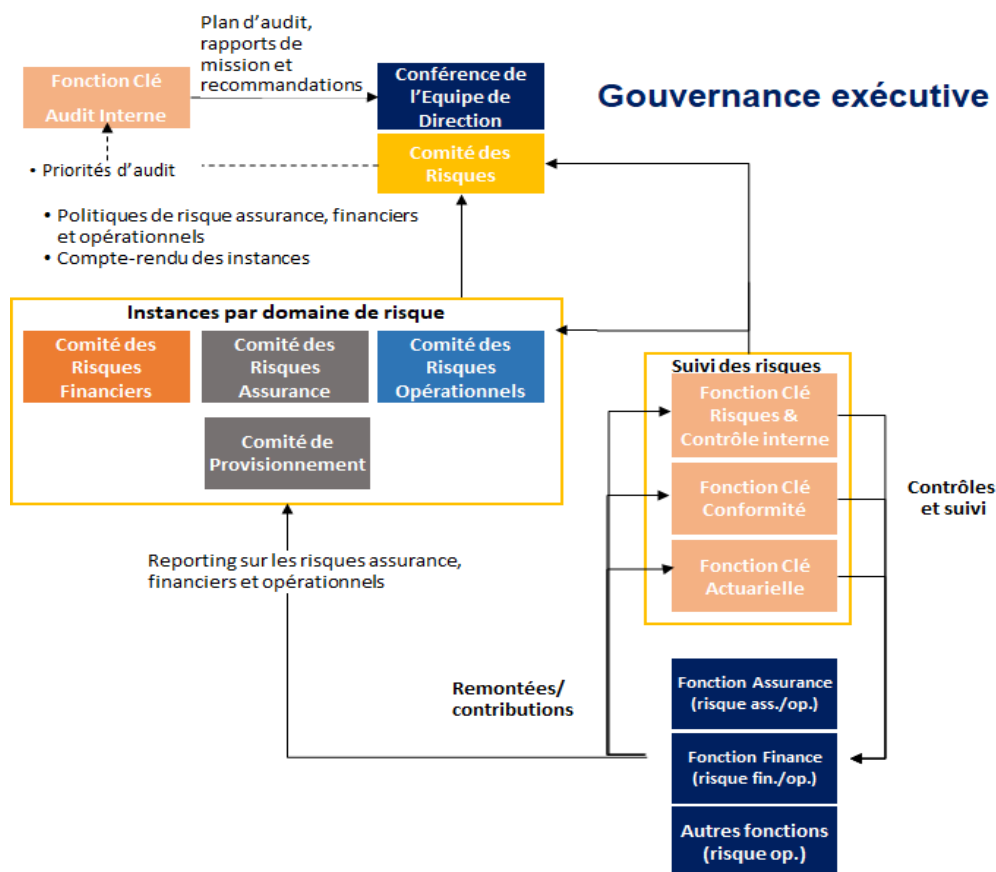 Plan d’audit,
rapports de
mission et
recommandations
Fonction Clé
Audit Interne
Conférence de
l’Equipe de
Direction
Gouvernance exécutive
Comité des
Risques
• Priorités d’audit
• Politiques de risque assurance, financiers
et opérationnels
• Compte-rendu des instances
Instances par domaine de risque
Comité des
Risques
Financiers
Comité des
Risques
Assurance
Comité des
Risques
Opérationnels
Comité de
Provisionnement
Suivi des risques
Fonction Clé
Risques &
Contrôle interne
Fonction Clé
Conformité
Fonction Clé
Actuarielle
Contrôles
et suivi
Reporting sur les risques assurance,
financiers et opérationnels
Remontées/
contributions
Fonction Assurance
(risque ass./op.)
Fonction Finance
(risque fin./op.)
Autres fonctions
(risque op.)